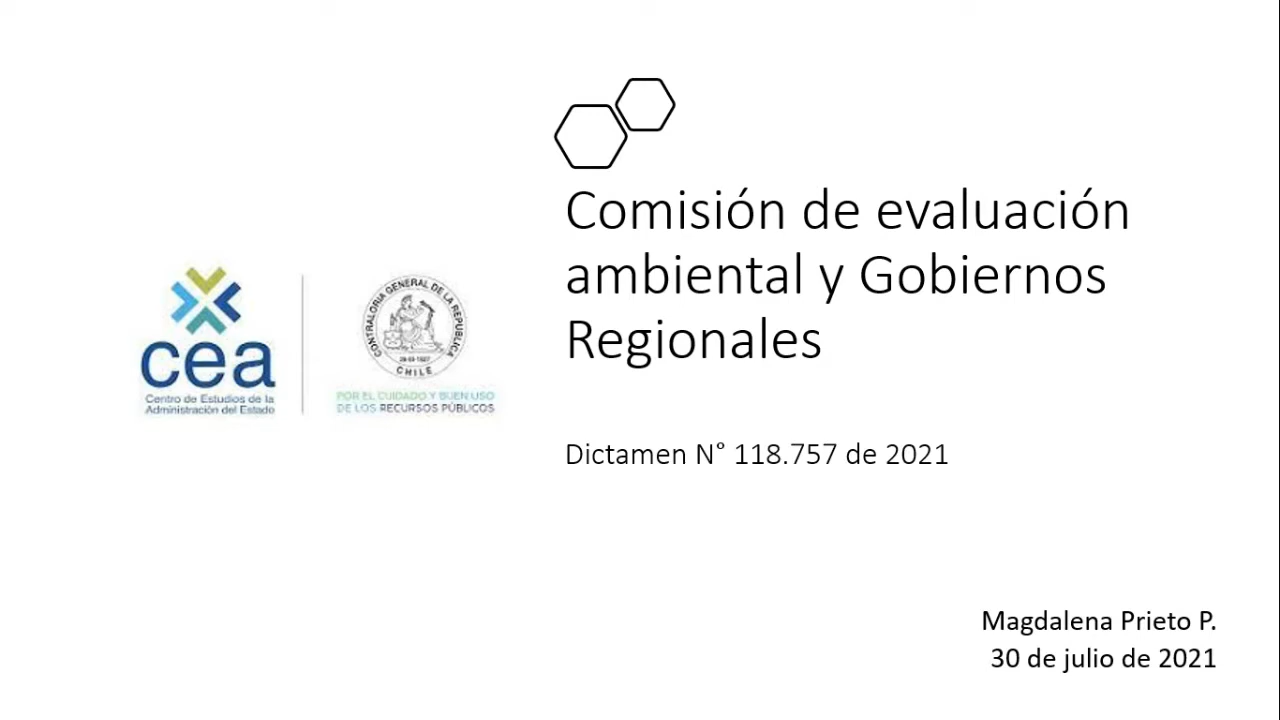 Comisión de evaluación
ambiental y Gobiernos
Regionales
Dictamen N° 118.757 de 2021
cea
Centro de Estudios de la
Administración del Estado
CONTRALORIA GENERAL DE LA REPUBLICA
CHILE
POR EL CUIDADO Y BUEN USO
DE LOS RECURSOS PÚBLICOS
Magdalena Prieto P.
30 de julio de 2021